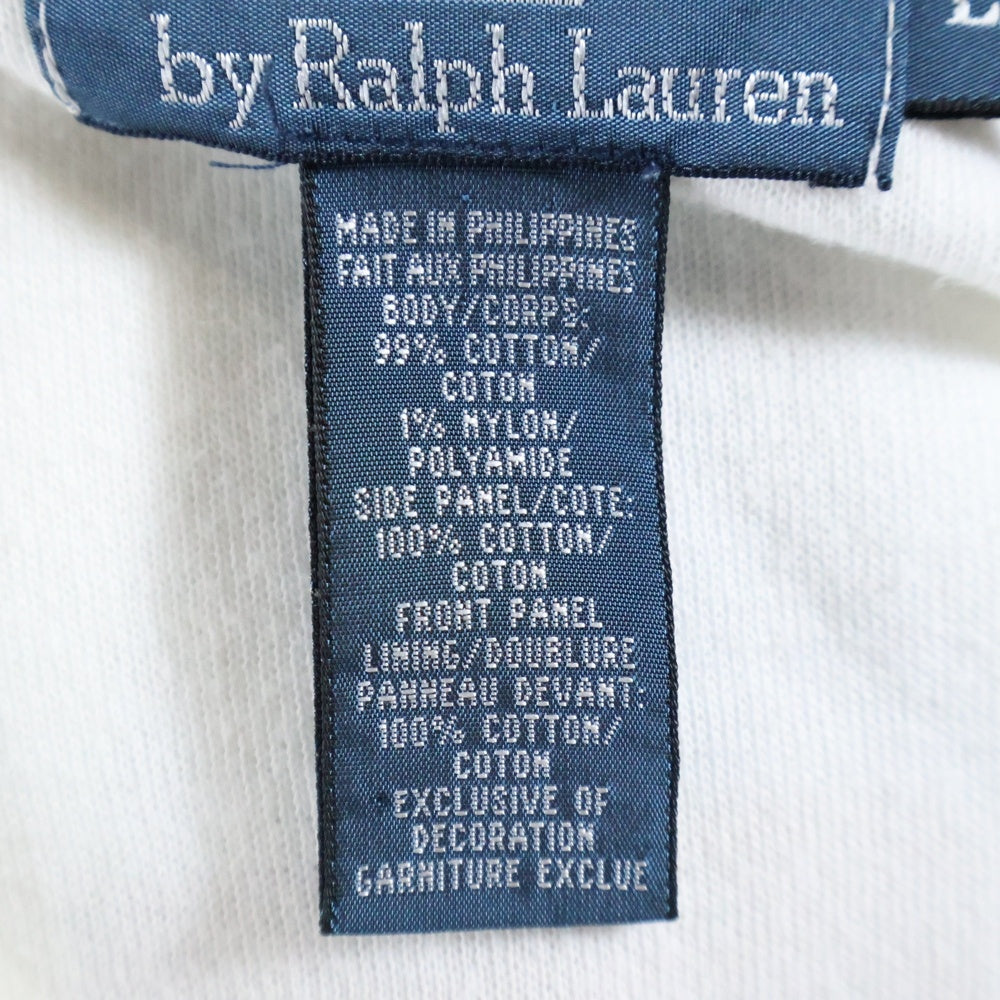 by Ralph Lauren
MADE IN PHILIPPINES
FAIT AUX PHILIPPINES
BODY/CORPS:
99% COTTON/
COTON
1% NYLON/
POLYAMIDE
SIDE PANEL/COTE:
100% COTTON/
COTON
FRONT PANEL
LINING/DOUBLURE
PANNEAU DEVANT:
100% COTTON/
COTON
EXCLUSIVE OF
DECORATION
GARNITURE EXCLUE